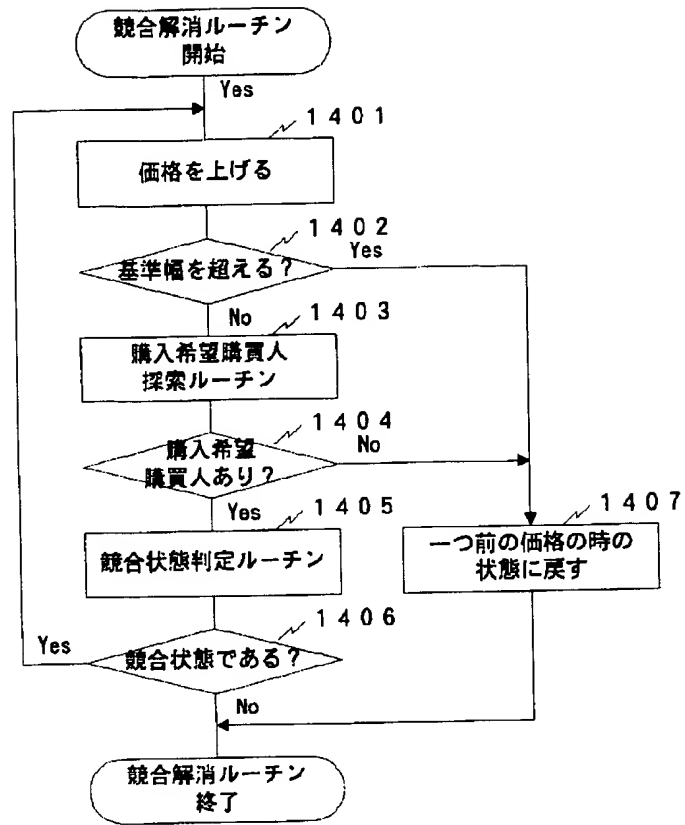 競合解消ルーチン
開始
Yes
1401
価格を上げる
1402
基準幅を超える？
Yes
No
1403
購入希望購買人
探索ルーチン
1404
購入希望
購買人あり？
No
Yes
1405
競合状態判定ルーチン
1407
一つ前の価格の時の
状態に戻す
1406
競合状態である？
Yes
No
競合解消ルーチン
終了